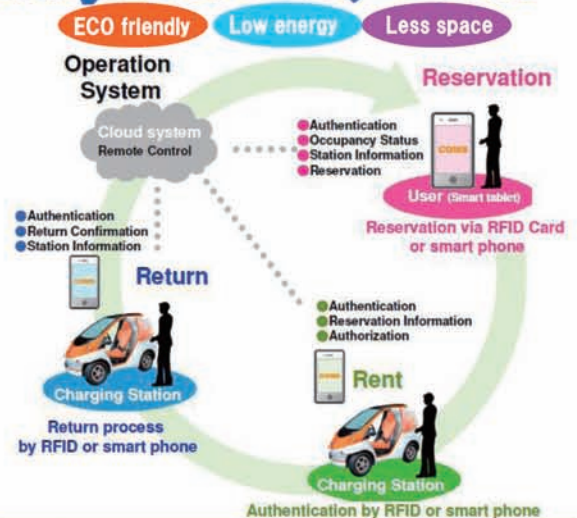 ECO friendly
Low energy
Less space
Operation
System
Cloud system
Remote Control
Reservation
Authentication
Occupancy Status
Station Information
Reservation
User (Smart tablet)
Reservation via RFID Card
or smart phone
Authentication
Return Confirmation
Station Information
Return
Charging Station
Return process
by RFID or smart phone
Authentication
Reservation Information
Authorization
Rent
Charging Station
Authentication by RFID or smart phone